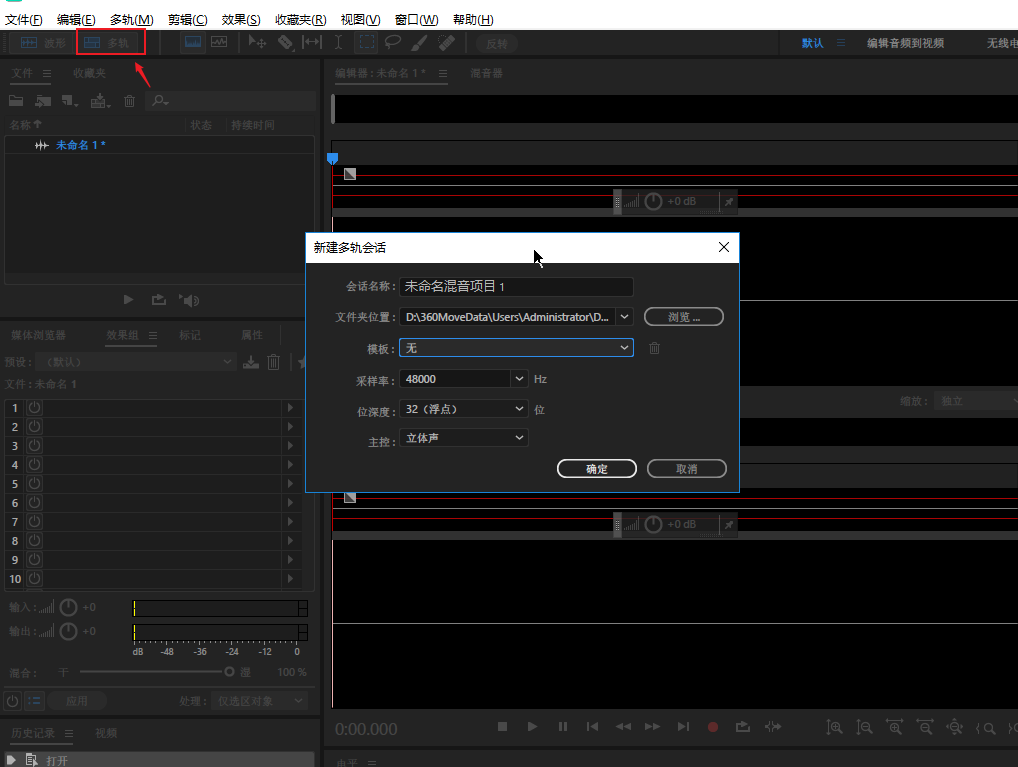 文件(F) 编辑(E) 多轨(M) 剪辑(C) 效果(S) 收藏夹(R) 视图(V) 窗口(W) 帮助(H)
波形 多轨 反转 默认 编辑音频到视频 无线电
文件 收藏夹
编辑器:未命名 1 * 混音器
名称 状态 持续时间
未命名 1 *
+0 dB
新建多轨会话
会话名称: 未命名混音项目 1
文件夹位置: D:\360MoveData\Users\Administrator\D... 浏览 ...
模板: 无
采样率: 48000 Hz
位深度: 32（浮点） 位
主控: 立体声
确定 取消
媒体浏览器 效果组 标记 属性
预设: （默认）
文件:未命名 1
缩放: 独立
1
2
3
4
5
6
7
8
9
10
+0 dB
输入: +0
输出: +0
dB -48 -36 -24 -12 0
混合: 干 湿 100 %
应用 处理: 仅选区对象
0:00.000
历史记录 视频
打开
电平